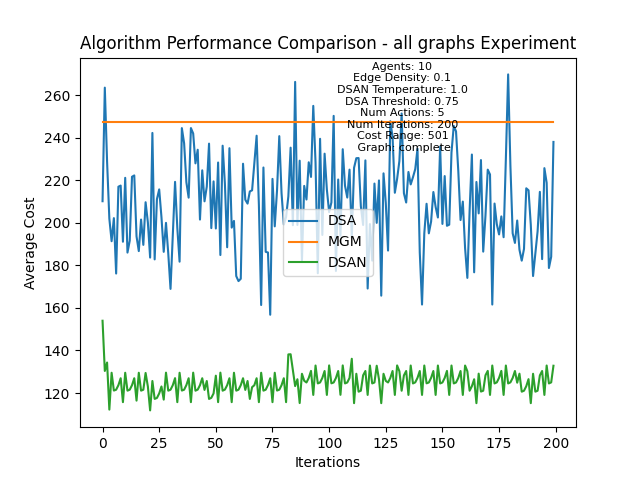 Algorithm Performance Comparison - all graphs Experiment
Agents: 10
Edge Density: 0.1
DSAN Temperature: 1.0
DSA Threshold: 0.75
Num Actions: 5
Num Iterations: 200
Cost Range: 501
Graph: complete
260
240
220
200
180
160
140
120
Average Cost
DSA
MGM
DSAN
0
25
50
75
100
125
150
175
200
Iterations